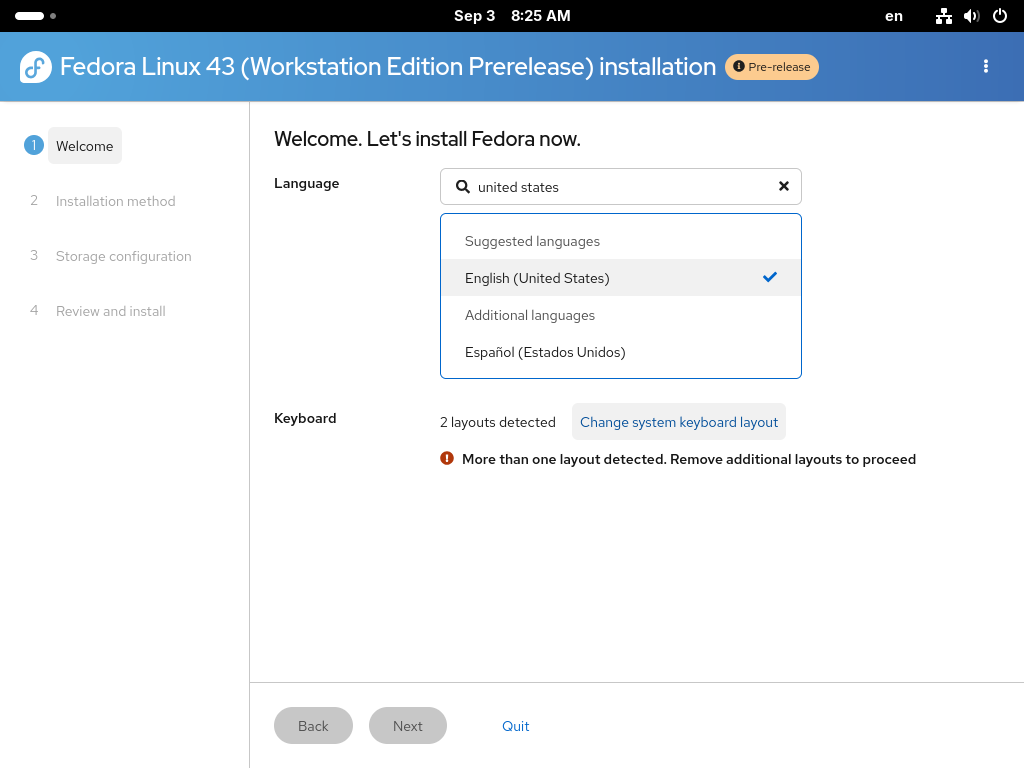 Sep 3 8:25 AM en
Fedora Linux 43 (Workstation Edition Prerelease) installation Pre-release
1 Welcome
2 Installation method
3 Storage configuration
4 Review and install
Welcome. Let's install Fedora now.
Language
united states
Suggested languages
English (United States)
Additional languages
Español (Estados Unidos)
Keyboard
2 layouts detected Change system keyboard layout
More than one layout detected. Remove additional layouts to proceed
Back Next Quit